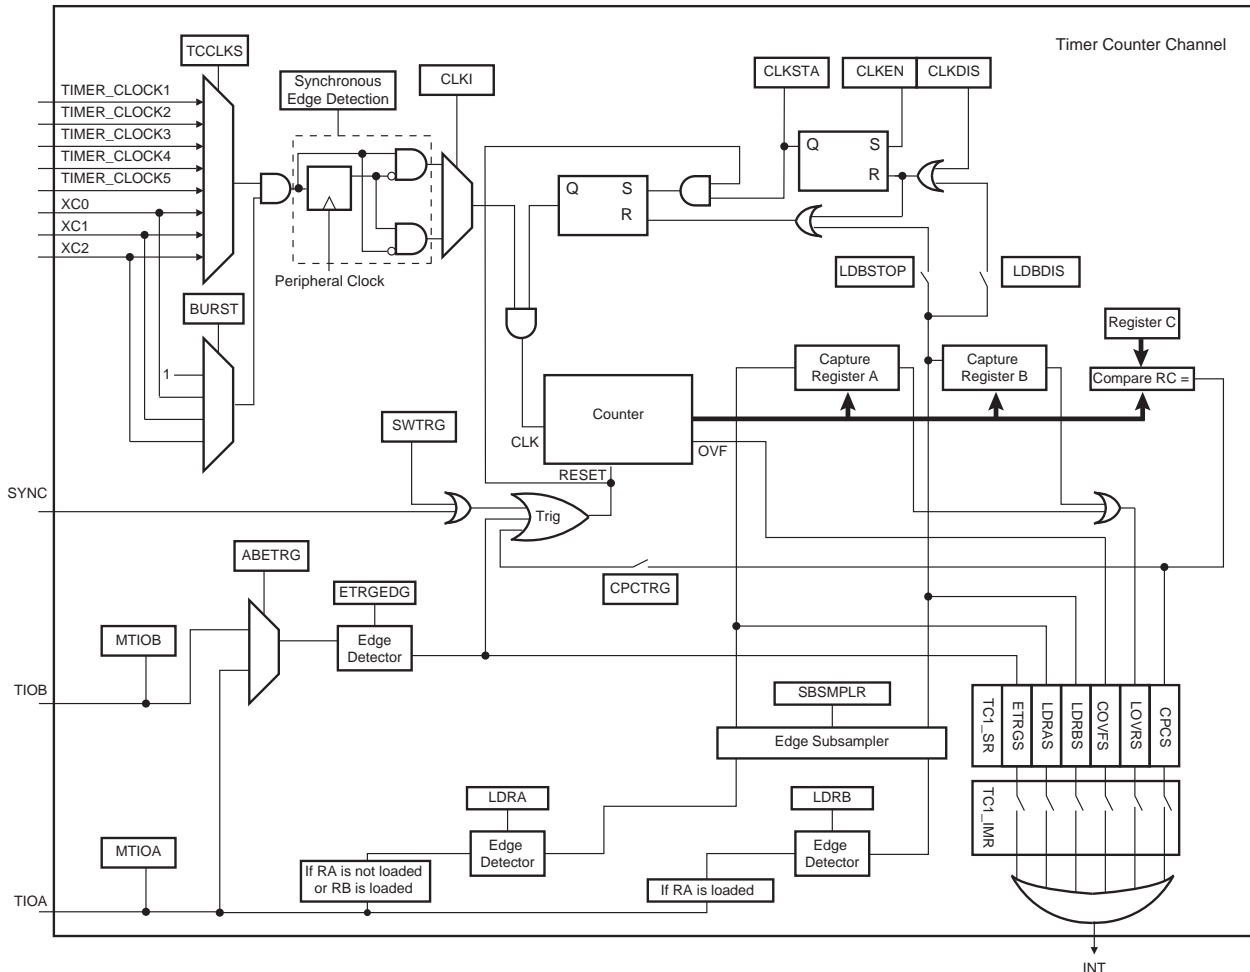 Timer Counter Channel
TCCLKS
TIMER_CLOCK1
TIMER_CLOCK2
TIMER_CLOCK3
TIMER_CLOCK4
TIMER_CLOCK5
XC0
XC1
XC2
Synchronous
Edge Detection
CLKI
Peripheral Clock
CLKSTA
CLKEN
CLKDIS
Q
S
R
Q
S
R
LDBSTOP
LDBDIS
BURST
1
Register C
Capture
Register A
Capture
Register B
Compare RC =
Counter
CLK
OVF
RESET
SWTRG
SYNC
Trig
CPCTRG
ABETRG
ETRGEDG
Edge
Detector
MTIOB
TIOB
SBSMPLR
Edge Subsampler
TC1_SR
ETRGS
LDRAS
LDRBS
COVFS
LOVRS
CPCS
TC1_IMR
LDRA
Edge
Detector
LDRB
Edge
Detector
MTIOA
If RA is not loaded
or RB is loaded
If RA is loaded
TIOA
INT